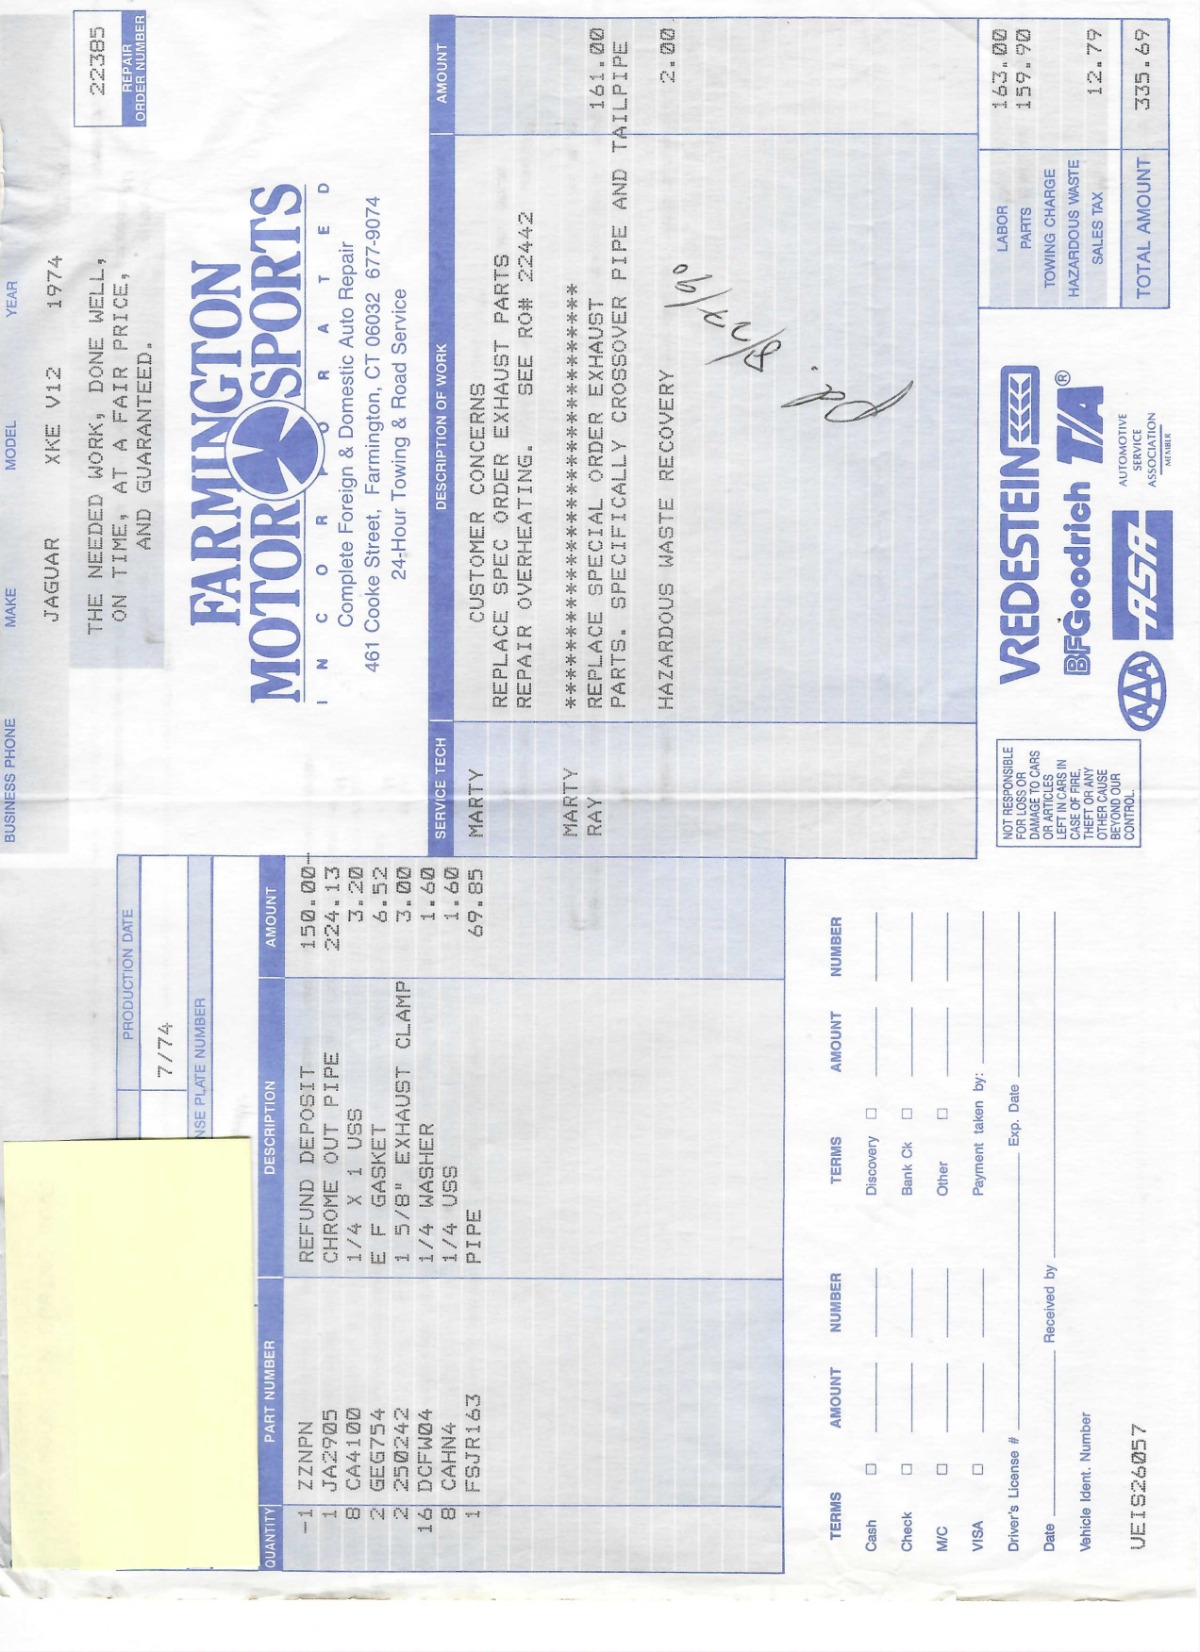 BUSINESS PHONE MAKE MODEL YEAR
JAGUAR XKE V12 1974
22385
REPAIR
ORDER NUMBER
THE NEEDED WORK, DONE WELL,
ON TIME, AT A FAIR PRICE,
AND GUARANTEED.
PRODUCTION DATE
7/74
NSE PLATE NUMBER
FARMINGTON
MOTOR SPORTS
INCORPORATED
Complete Foreign & Domestic Auto Repair
461 Cooke Street, Farmington, CT 06032 677-9074
24-Hour Towing & Road Service
QUANTITY PART NUMBER DESCRIPTION AMOUNT
-1 ZZNPN REFUND DEPOSIT 150.00-
1 JA2905 CHROME OUT PIPE 224.13
8 CA4100 1/4 X 1 USS 3.20
2 GEG754 E F GASKET 6.52
2 250242 1 5/8" EXHAUST CLAMP 3.00
16 DCFW04 1/4 WASHER 1.60
8 CAHN4 1/4 USS 1.60
1 FSJR163 PIPE 69.85
SERVICE TECH DESCRIPTION OF WORK AMOUNT
MARTY CUSTOMER CONCERNS
REPLACE SPEC ORDER EXHAUST PARTS
REPAIR OVERHEATING. SEE RO# 22442
MARTY ************************************
RAY REPLACE SPECIAL ORDER EXHAUST 161.00
PARTS. SPECIFICALLY CROSSOVER PIPE AND TAILPIPE
HAZARDOUS WASTE RECOVERY 2.00
Pd.
LABOR 163.00
PARTS 159.90
TOWING CHARGE
HAZARDOUS WASTE
SALES TAX 12.79
TOTAL AMOUNT 335.69
TERMS AMOUNT NUMBER TERMS AMOUNT NUMBER
Cash Discovery
Check Bank Ck
M/C Other
VISA Payment taken by:
Driver's License # Exp. Date
Date Received by
Vehicle Ident. Number
UE1S26057
NOT RESPONSIBLE
FOR LOSS OR
DAMAGE TO CARS
OR ARTICLES
LEFT IN CARS IN
CASE OF FIRE,
THEFT OR ANY
OTHER CAUSE
BEYOND OUR
CONTROL.
VREDESTEIN
BFGoodrich T/A®
AAA ASA
AUTOMOTIVE
SERVICE
ASSOCIATION
MEMBER